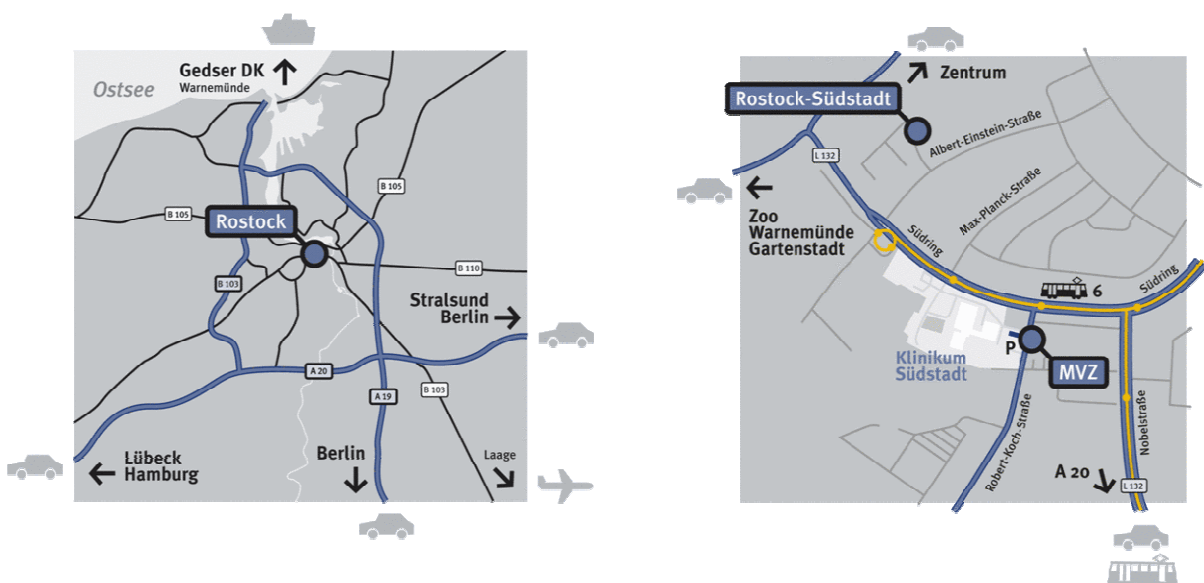 Gedser DK
Warnemünde
Ostsee
B 105
B 105
Rostock
B 110
B 103
Stralsund
Berlin
A 20
B 103
A 19
Lübeck
Hamburg
Berlin
Laage
Zentrum
Rostock-Südstadt
Albert-Einstein-Straße
L 132
Max-Planck-Straße
Zoo
Warnemünde
Gartenstadt
Südring
Südring
6
P
Klinikum
Südstadt
MVZ
Robert-Koch-Straße
Nobelstraße
A 20
L 132